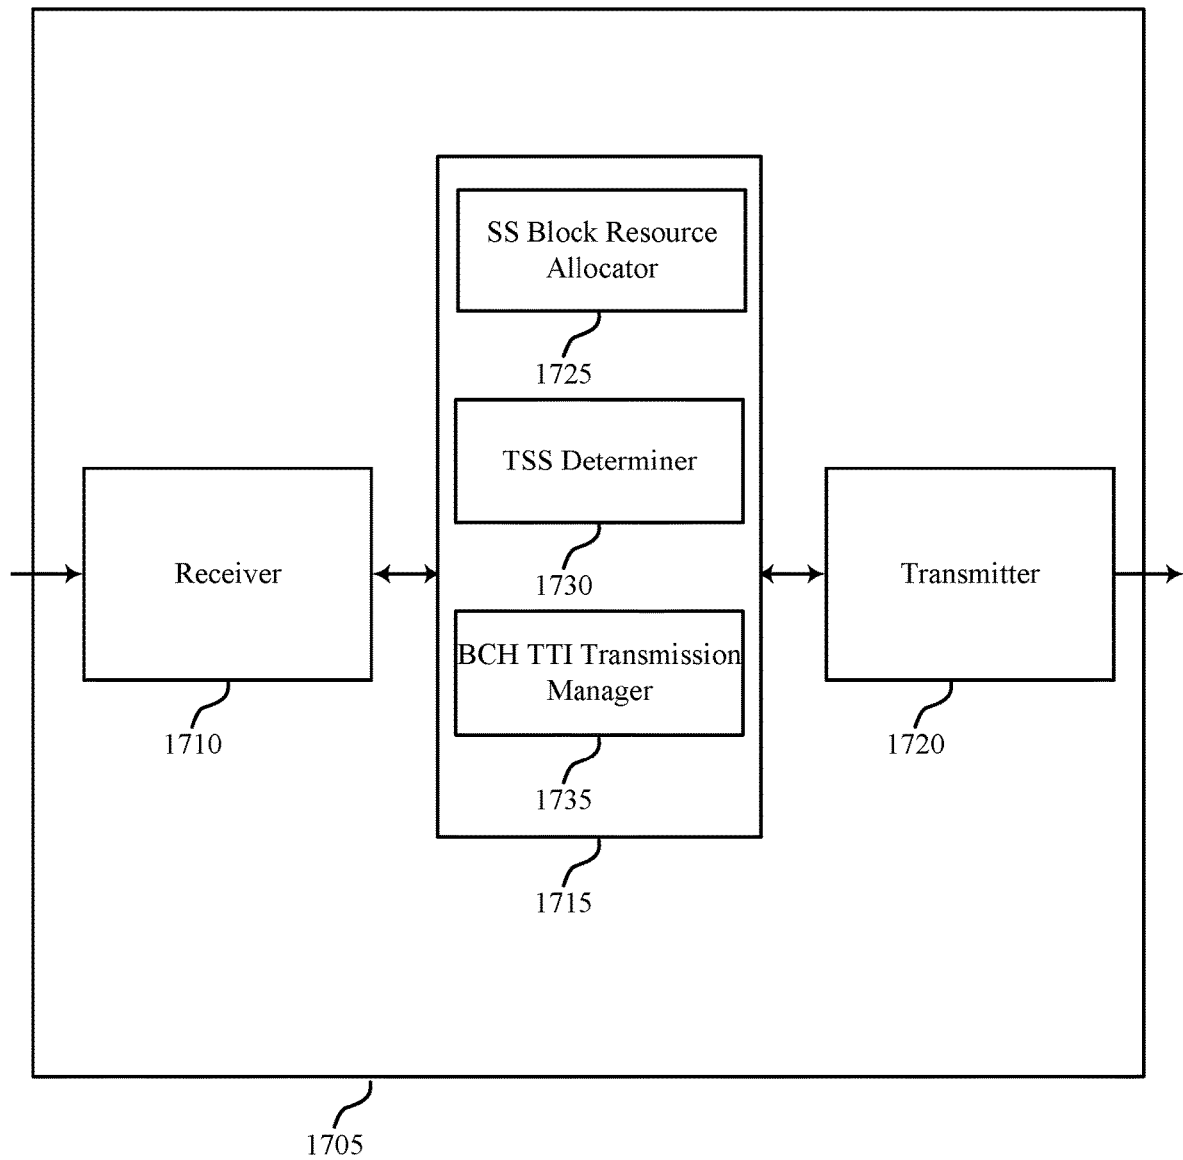 SS Block Resource
Allocator
1725
TSS Determiner
1730
BCH TTI Transmission
Manager
1735
1715
Receiver
1710
Transmitter
1720
1705